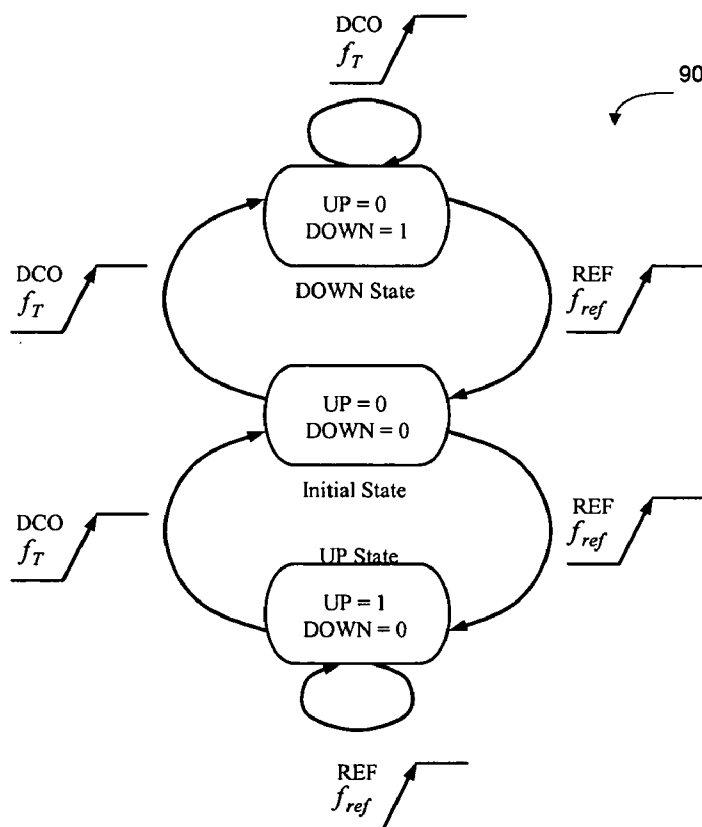 DCO
f_T
90
UP = 0
DOWN = 1
DOWN State
DCO
f_T
REF
f_ref
UP = 0
DOWN = 0
Initial State
DCO
f_T
REF
f_ref
UP State
UP = 1
DOWN = 0
REF
f_ref